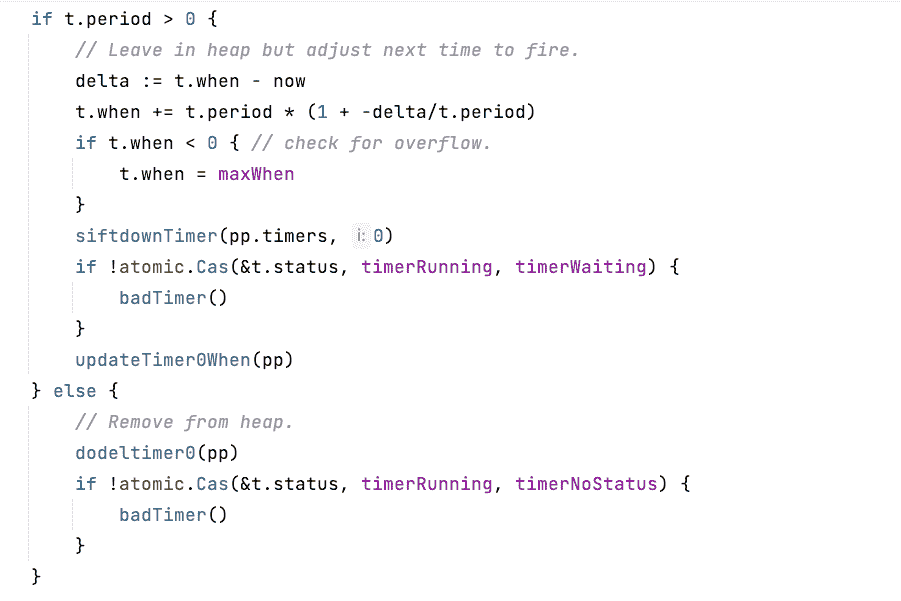 if t.period > 0 {
    // Leave in heap but adjust next time to fire.
    delta := t.when - now
    t.when += t.period * (1 + -delta/t.period)
    if t.when < 0 { // check for overflow.
        t.when = maxWhen
    }
    siftdownTimer(pp.timers, i: 0)
    if !atomic.Cas(&t.status, timerRunning, timerWaiting) {
        badTimer()
    }
    updateTimer0When(pp)
} else {
    // Remove from heap.
    dodeltimer0(pp)
    if !atomic.Cas(&t.status, timerRunning, timerNoStatus) {
        badTimer()
    }
}